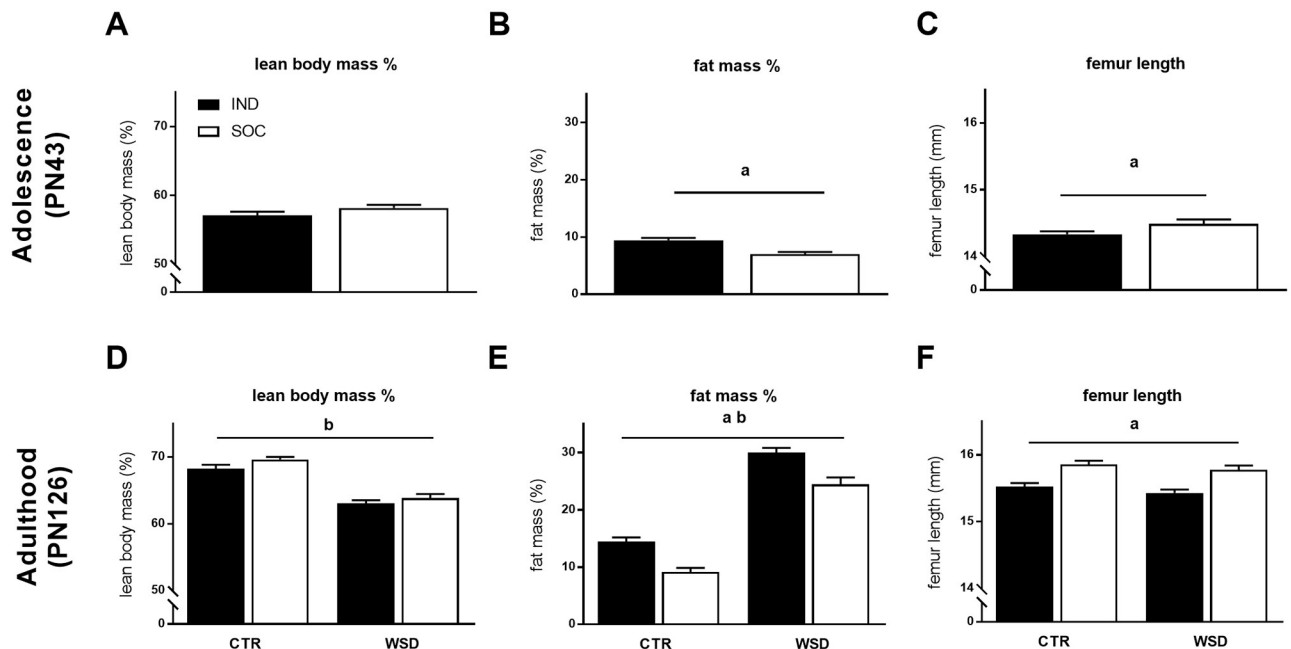 Adolescence
(PN43)
A
lean body mass %
IND
SOC
lean body mass (%)
70
60
50
0
B
fat mass %
a
fat mass (%)
30
20
10
0
C
femur length
a
femur length (mm)
16
15
14
0
Adulthood
(PN126)
D
lean body mass %
b
lean body mass (%)
70
60
50
0
CTR
WSD
E
fat mass %
a b
fat mass (%)
30
20
10
0
CTR
WSD
F
femur length
a
femur length (mm)
16
15
14
0
CTR
WSD